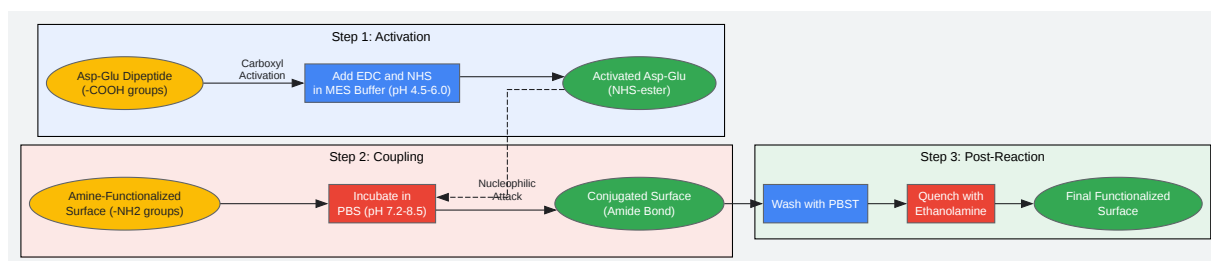 Step 1: Activation
Asp-Glu Dipeptide
(-COOH groups)
Carboxyl
Activation
Add EDC and NHS
in MES Buffer (pH 4.5-6.0)
Activated Asp-Glu
(NHS-ester)
Step 2: Coupling
Amine-Functionalized
Surface (-NH2 groups)
Incubate in
PBS (pH 7.2-8.5)
Nucleophilic
Attack
Conjugated Surface
(Amide Bond)
Step 3: Post-Reaction
Wash with PBST
Quench with
Ethanolamine
Final Functionalized
Surface